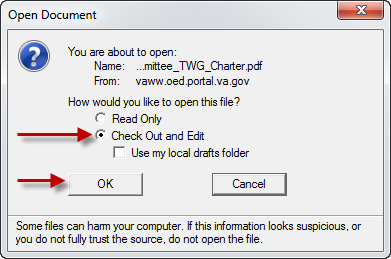 Open Document
You are about to open:
Name: ...mittee_TWG_Charter.pdf
From: vaww.oed.portal.va.gov
How would you like to open this file?
Read Only
Check Out and Edit
Use my local drafts folder
OK Cancel
Some files can harm your computer. If this information looks suspicious, or
you do not fully trust the source, do not open the file.